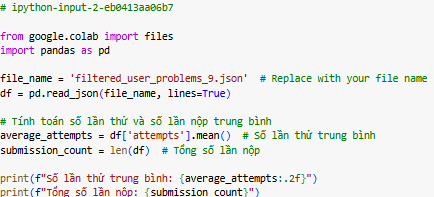 # ipython-input-2-eb0413aa06b7
from google.colab import files
import pandas as pd
file_name = 'filtered_user_problems_9.json'  # Replace with your file name
df = pd.read_json(file_name, lines=True)
# Tính toán số lần thử và số lần nộp trung bình
average_attempts = df['attempts'].mean()  # Số lần thử trung bình
submission_count = len(df)  # Tổng số lần nộp
print(f"Số lần thử trung bình: {average_attempts:.2f}")
print(f"Tổng số lần nộp: {submission_count}")